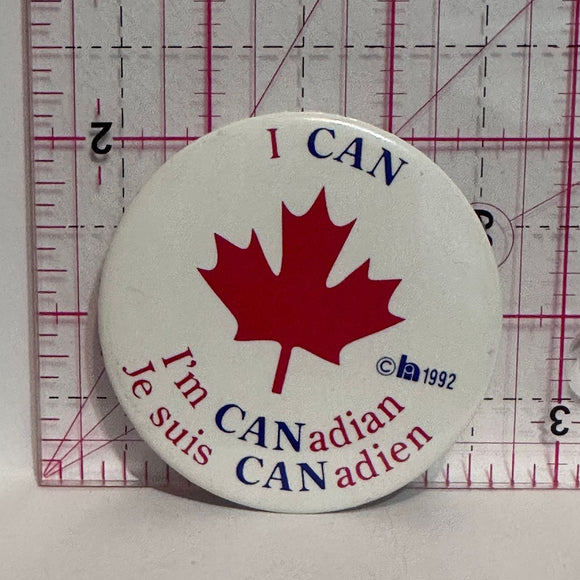 I CAN
© 1992
I'm CANadian
Je suis CANadien
2
3